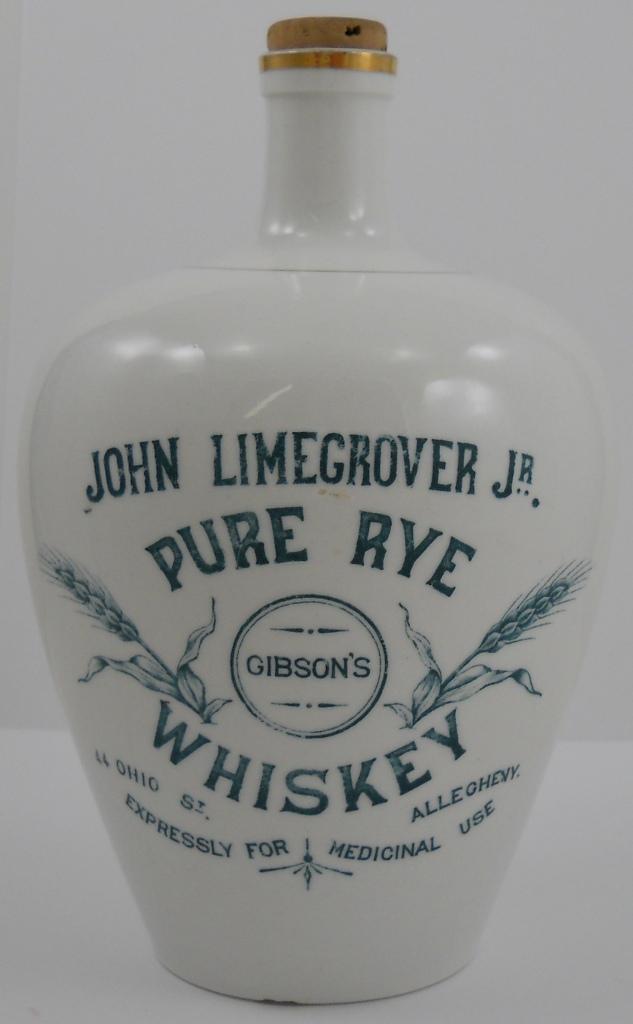 JOHN LIMEGROVER JR.
PURE RYE
GIBSON'S
WHISKEY
44 OHIO ST. ALLEGHENY.
EXPRESSLY FOR MEDICINAL USE